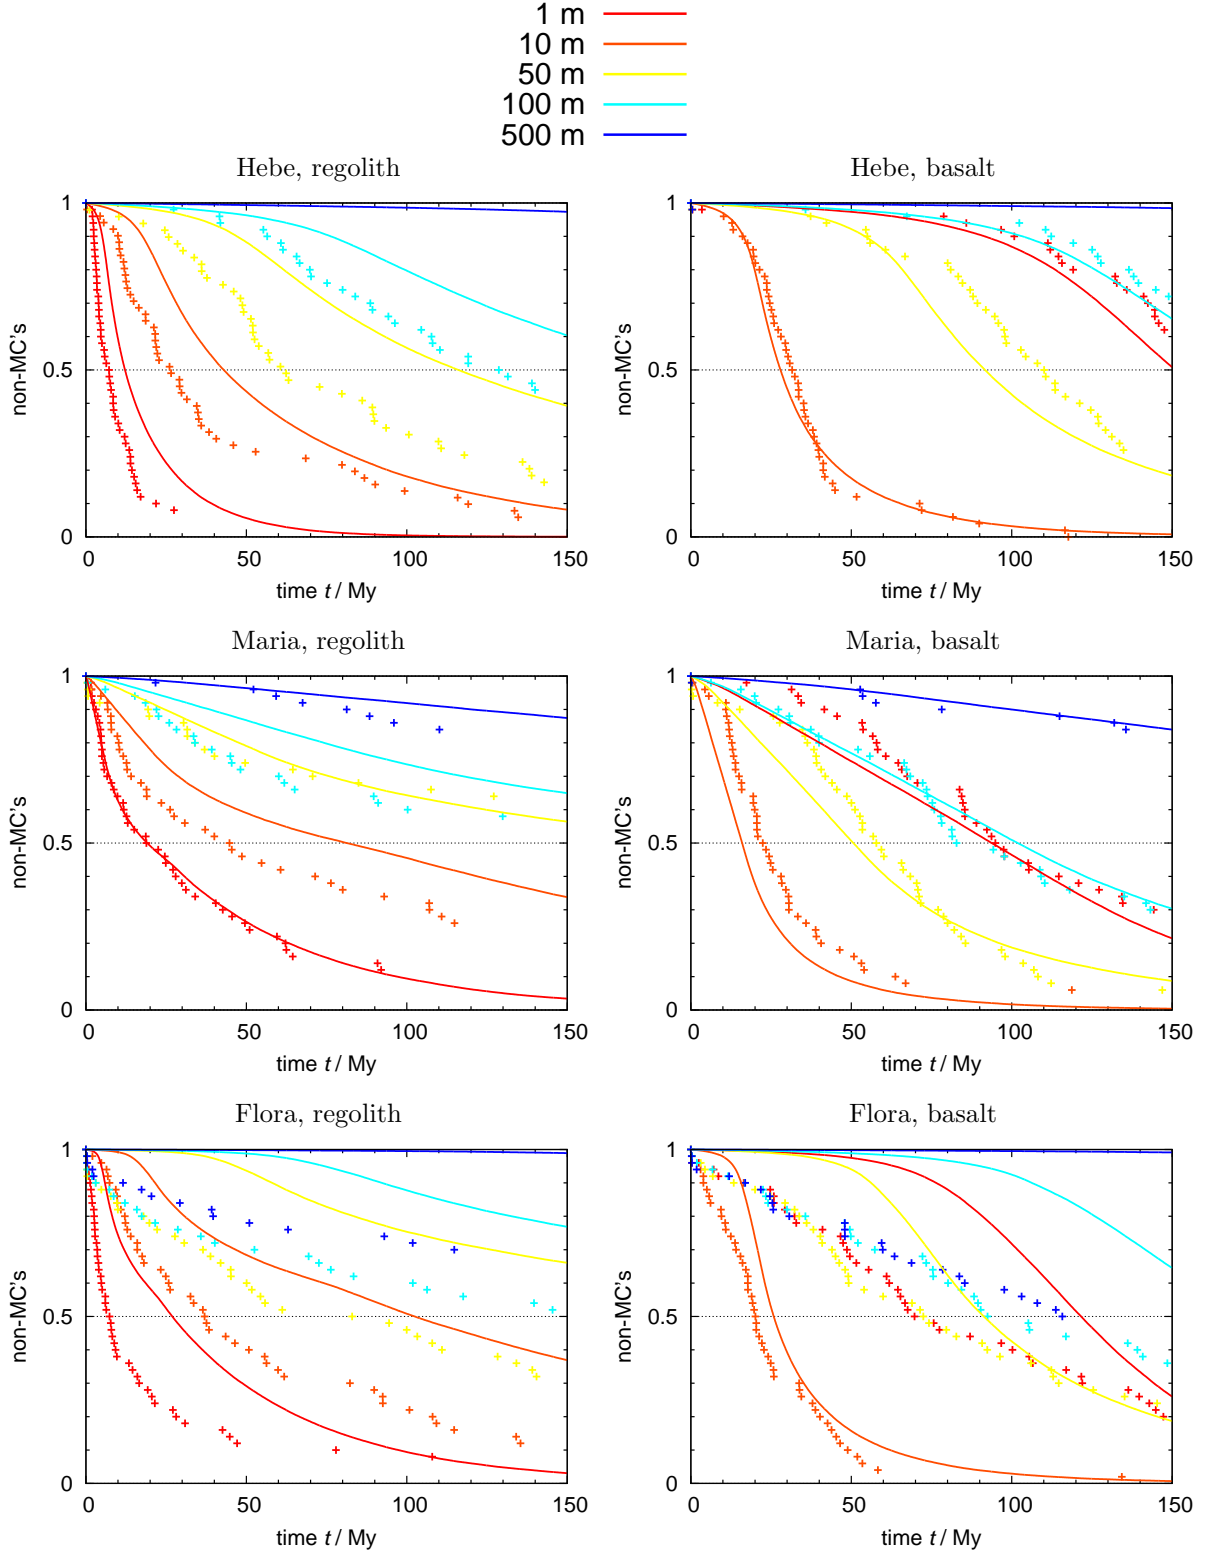 1 m
10 m
50 m
100 m
500 m
Hebe, regolith
Hebe, basalt
non-MC's
1
0.5
0
0 50 100 150
time t / My
non-MC's
1
0.5
0
0 50 100 150
time t / My
Maria, regolith
Maria, basalt
non-MC's
1
0.5
0
0 50 100 150
time t / My
non-MC's
1
0.5
0
0 50 100 150
time t / My
Flora, regolith
Flora, basalt
non-MC's
1
0.5
0
0 50 100 150
time t / My
non-MC's
1
0.5
0
0 50 100 150
time t / My